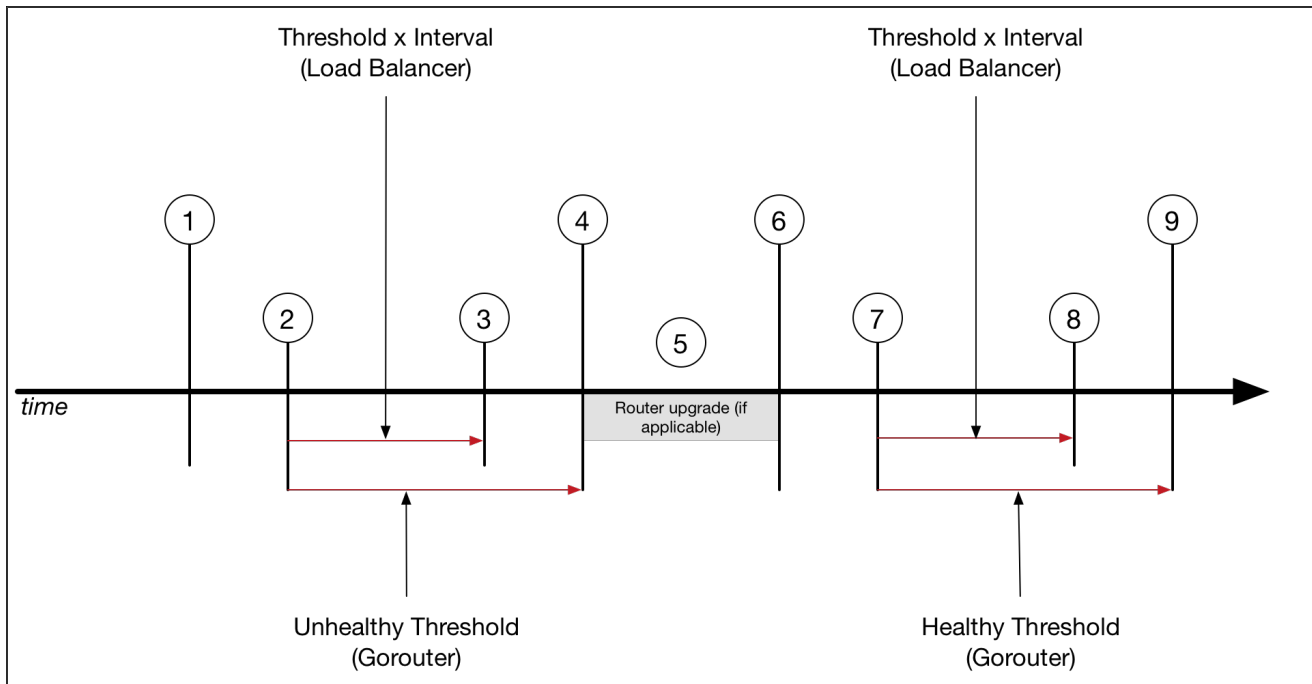 Threshold x Interval
(Load Balancer)
Threshold x Interval
(Load Balancer)
1
4
6
9
2
3
5
7
8
time
Router upgrade (if
applicable)
Unhealthy Threshold
(Gorouter)
Healthy Threshold
(Gorouter)